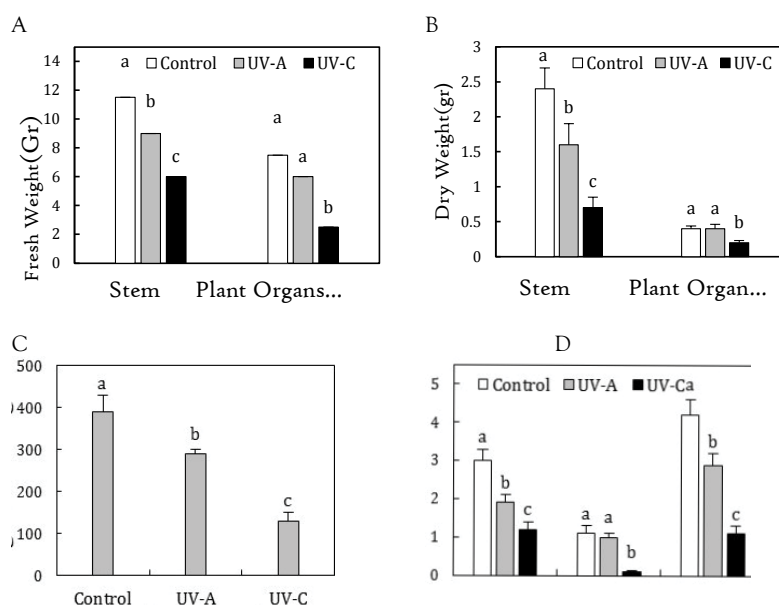 A
Control UV-A UV-C
Fresh Weight(Gr)
14
12
10
8
6
4
2
0
a b c
a a b
Stem Plant Organs...
B
Control UV-A UV-C
Dry Weight(gr)
3
2.5
2
1.5
1
0.5
0
a b c
a a b
Stem Plant Organ...
C
500
400
300
200
100
0
a b c
Control UV-A UV-C
D
Control UV-A UV-Ca
5
4
3
2
1
0
a b c
a a b
b c